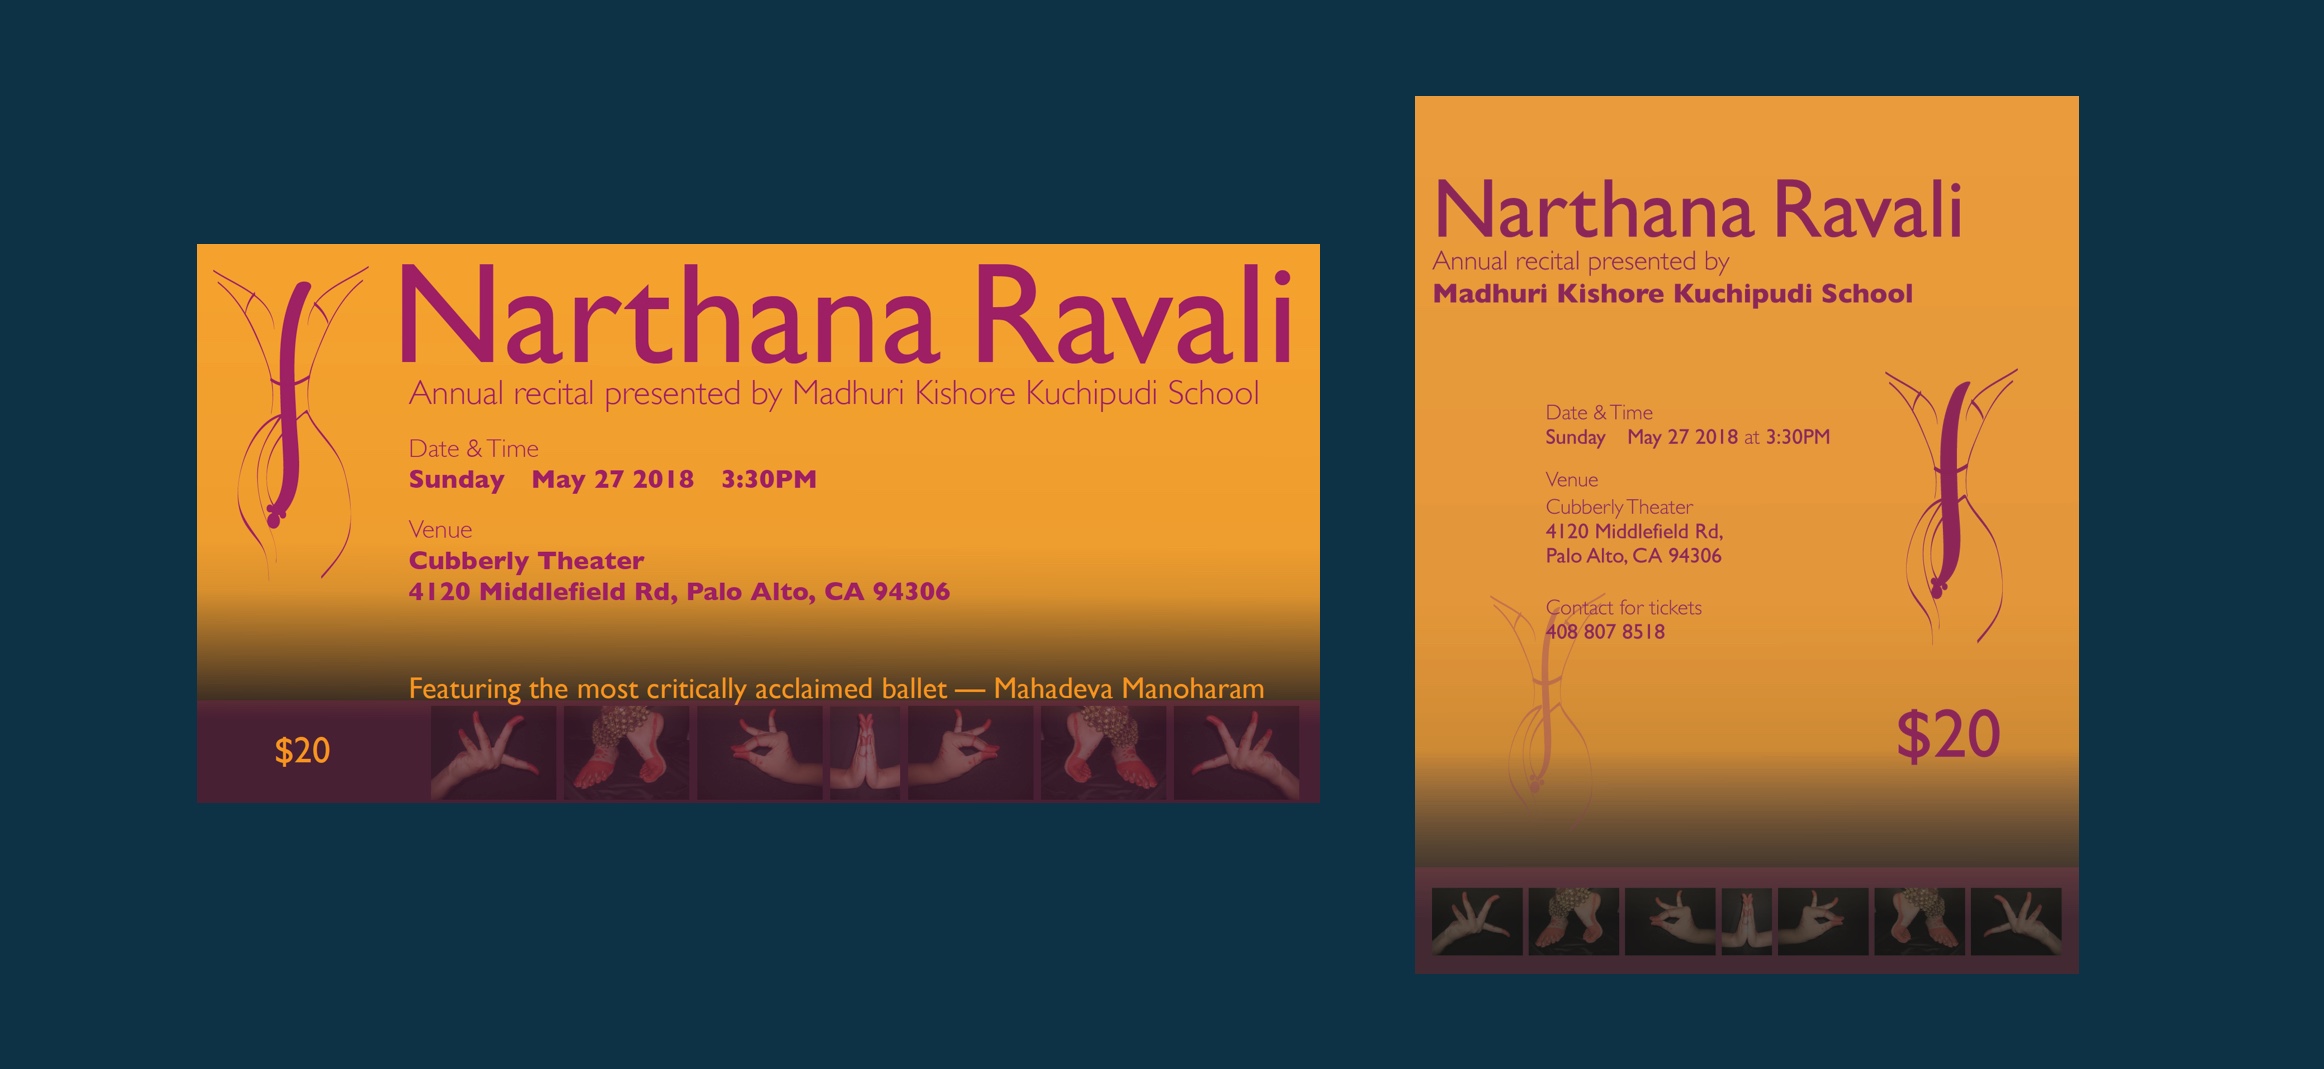 Narthana Ravali
Annual recital presented by Madhuri Kishore Kuchipudi School
Date & Time
Sunday May 27 2018 3:30PM
Venue
Cubberly Theater
4120 Middlefield Rd, Palo Alto, CA 94306
Featuring the most critically acclaimed ballet — Mahadeva Manoharam
$20
Narthana Ravali
Annual recital presented by
Madhuri Kishore Kuchipudi School
Date & Time
Sunday May 27 2018 at 3:30PM
Venue
Cubberly Theater
4120 Middlefield Rd,
Palo Alto, CA 94306
Contact for tickets
408 807 8518
$20